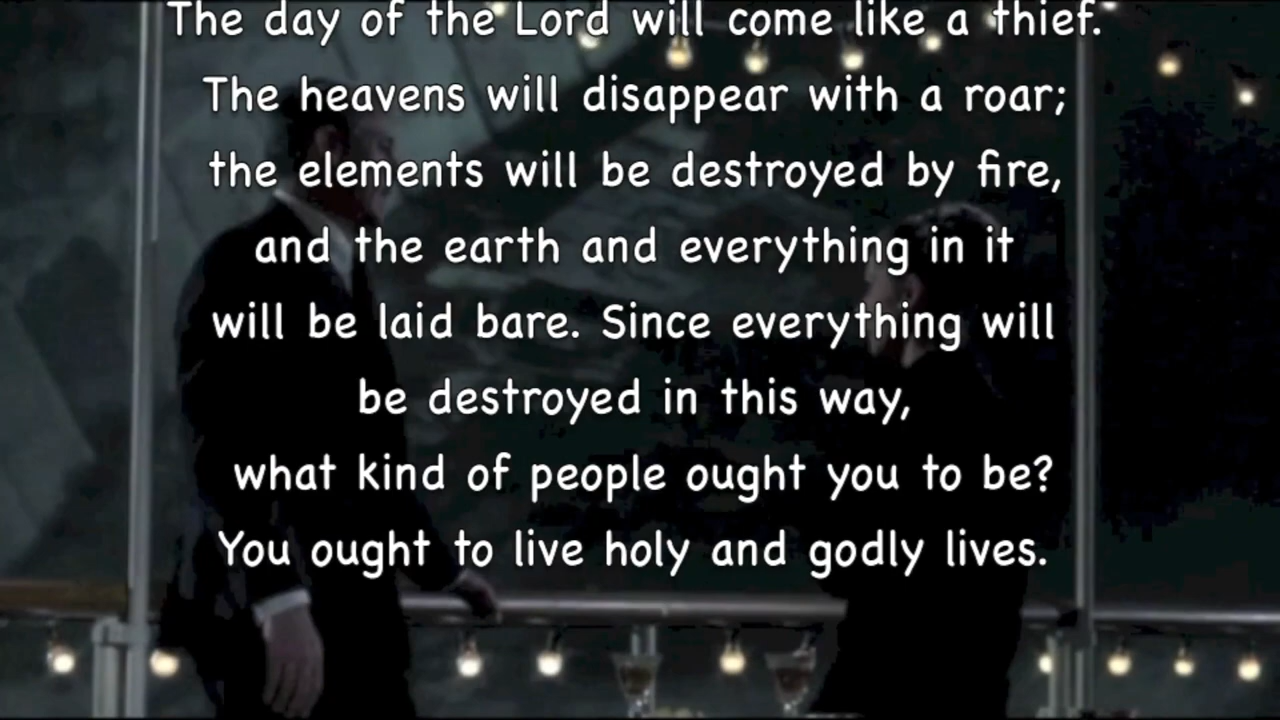 The day of the Lord will come like a thief.
The heavens will disappear with a roar;
the elements will be destroyed by fire,
and the earth and everything in it
will be laid bare. Since everything will
be destroyed in this way,
what kind of people ought you to be?
You ought to live holy and godly lives.